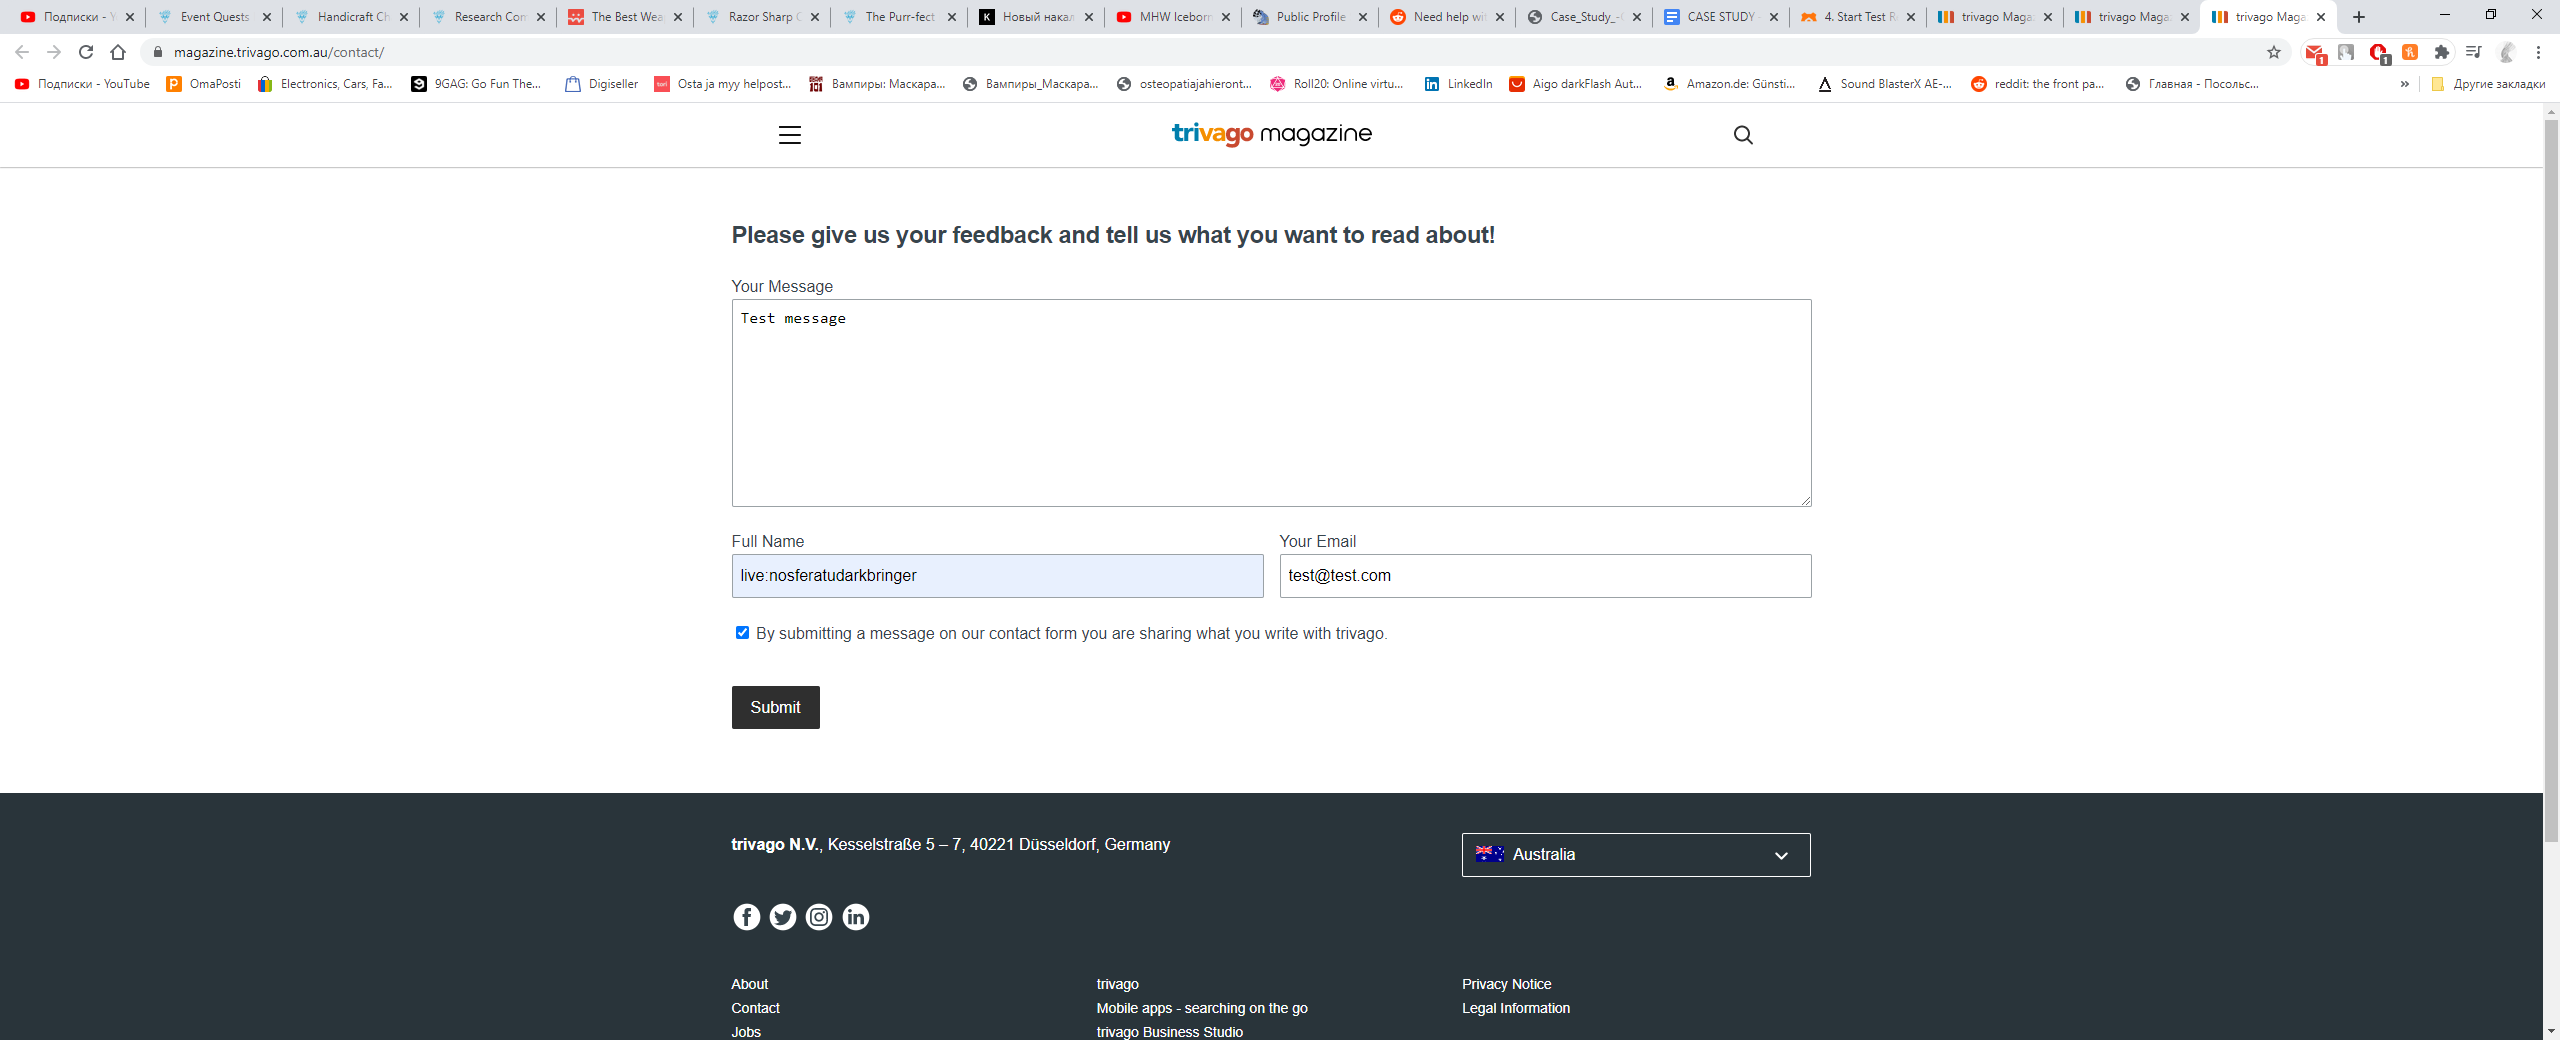 Подписки - Y
Event Quests
Handicraft Ch
Research Com
The Best Wea
Razor Sharp C
The Purr-fect
Новый накал
MHW Iceborn
Public Profile
Need help wit
Case_Study_-(
CASE STUDY -
4. Start Test R
trivago Maga
trivago Maga
trivago Maga
magazine.trivago.com.au/contact/
Подписки - YouTube
OmaPosti
Electronics, Cars, Fa...
9GAG: Go Fun The...
Digiseller
Osta ja myy helpost...
Вампиры: Маскара...
Вампиры_Маскара...
osteopatiajahieront...
Roll20: Online virtu...
LinkedIn
Aigo darkFlash Aut...
Amazon.de: Günsti...
Sound BlasterX AE-...
reddit: the front pa...
Главная - Посольс...
»
Другие закладки
trivago magazine
Please give us your feedback and tell us what you want to read about!
Your Message
Test message
Full Name
Your Email
live:nosferatudarkbringer
test@test.com
By submitting a message on our contact form you are sharing what you write with trivago.
Submit
trivago N.V., Kesselstraße 5 – 7, 40221 Düsseldorf, Germany
Australia
About
trivago
Privacy Notice
Contact
Mobile apps - searching on the go
Legal Information
Jobs
trivago Business Studio